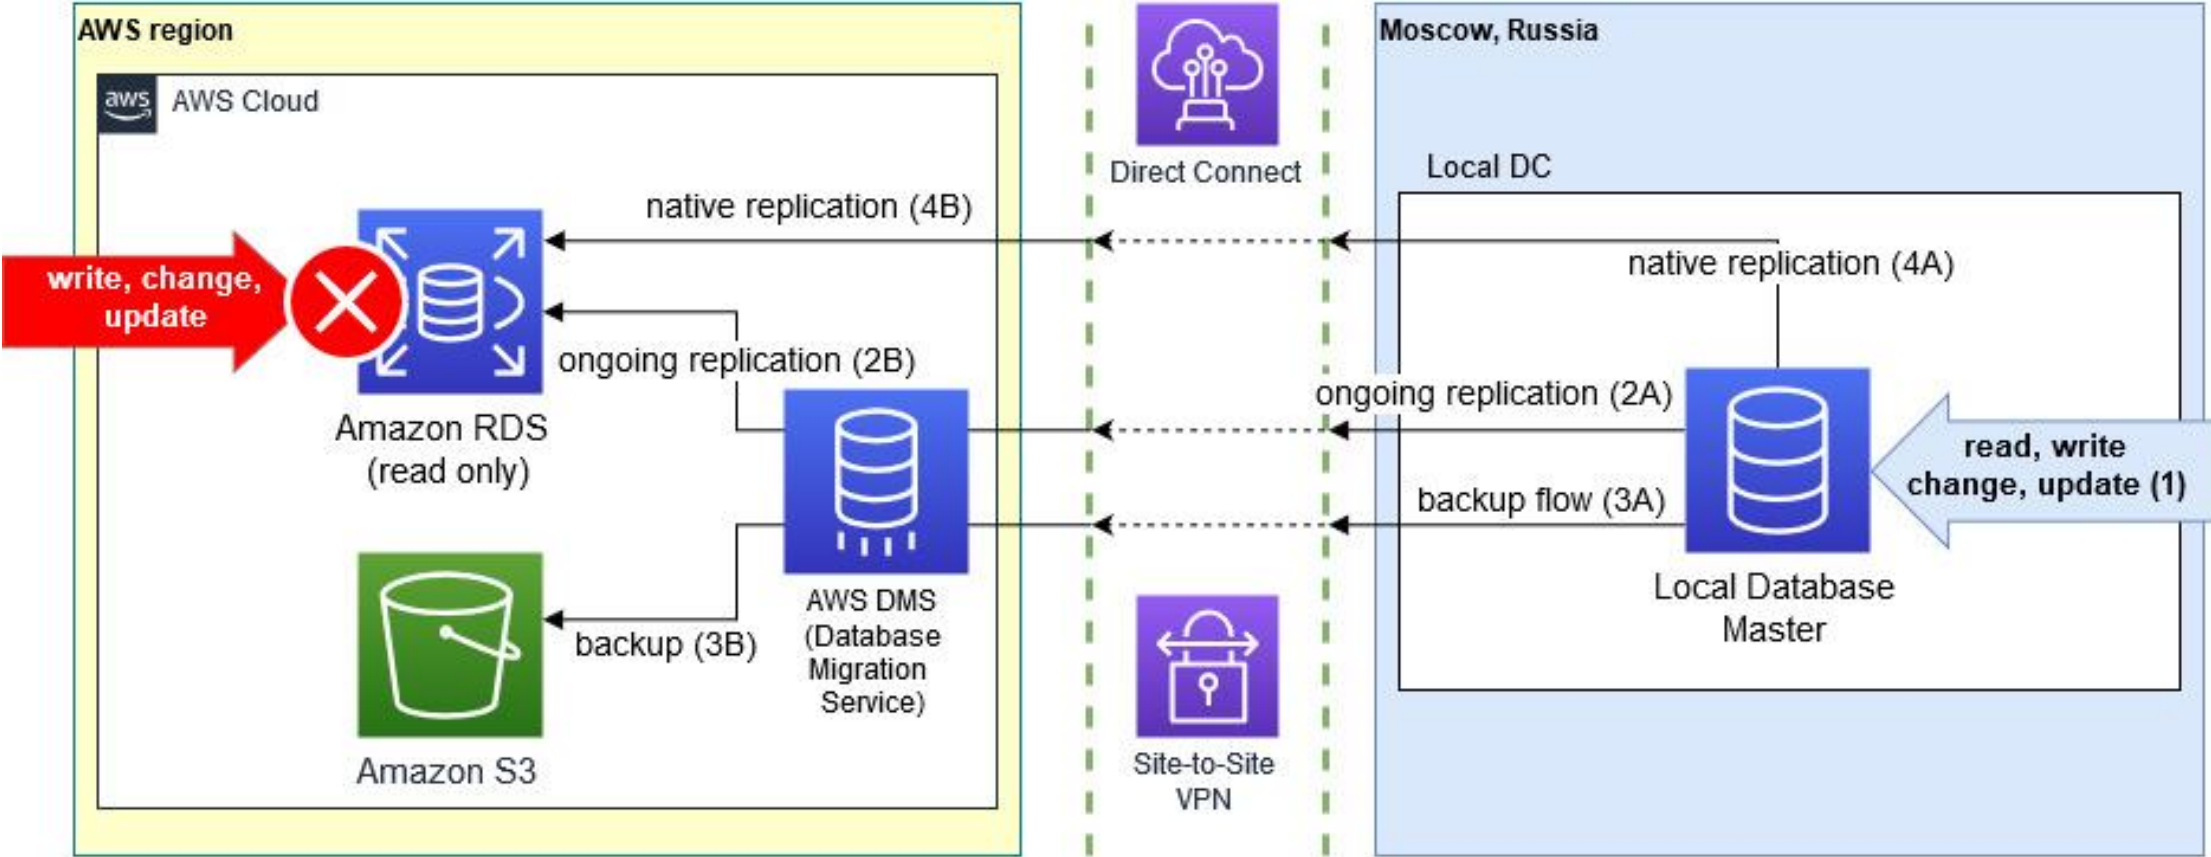 AWS region
aws
AWS Cloud
native replication (4B)
write, change,
update
ongoing replication (2B)
Amazon RDS
(read only)
AWS DMS
(Database
Migration
Service)
backup (3B)
Amazon S3
Direct Connect
Site-to-Site
VPN
Moscow, Russia
Local DC
native replication (4A)
ongoing replication (2A)
read, write
change, update (1)
backup flow (3A)
Local Database
Master